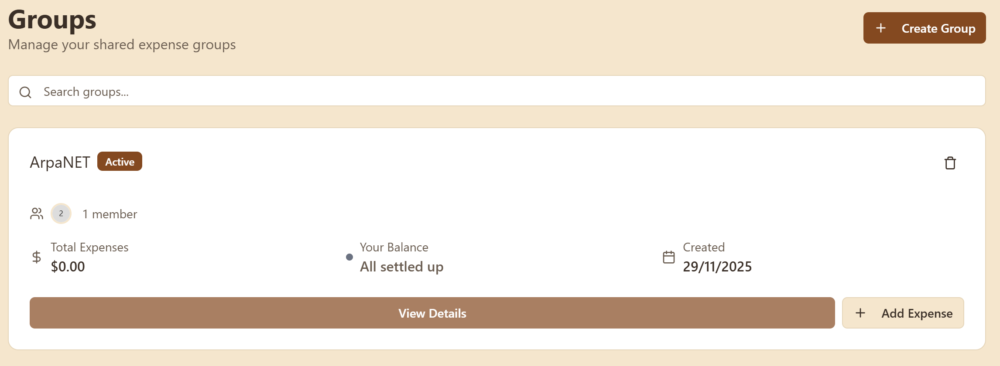 Groups
Manage your shared expense groups
Create Group
Search groups...
ArpaNET Active
2 1 member
Total Expenses
$0.00
Your Balance
All settled up
Created
29/11/2025
View Details
Add Expense